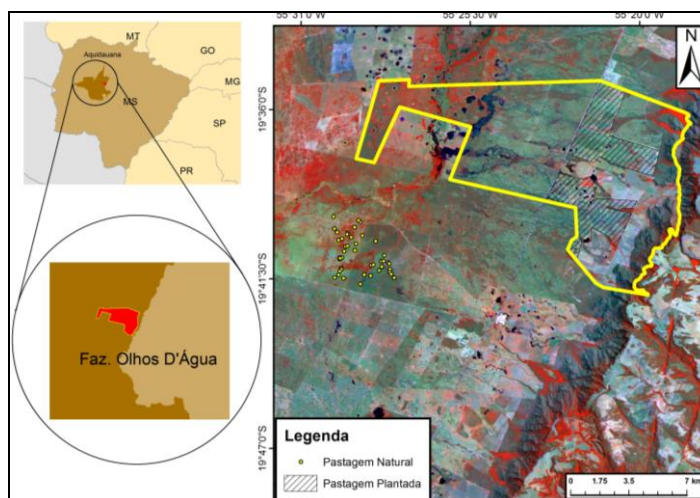 Aquidauana
MT
GO
MG
MS
SP
PR
Faz. Olhos D'Água
55°31'0"W
55°25'30"W
55°20'0"W
N
19°36'0"S
19°41'30"S
19°47'0"S
Legenda
Pastagem Natural
Pastagem Plantada
0 1.75 3.5 7